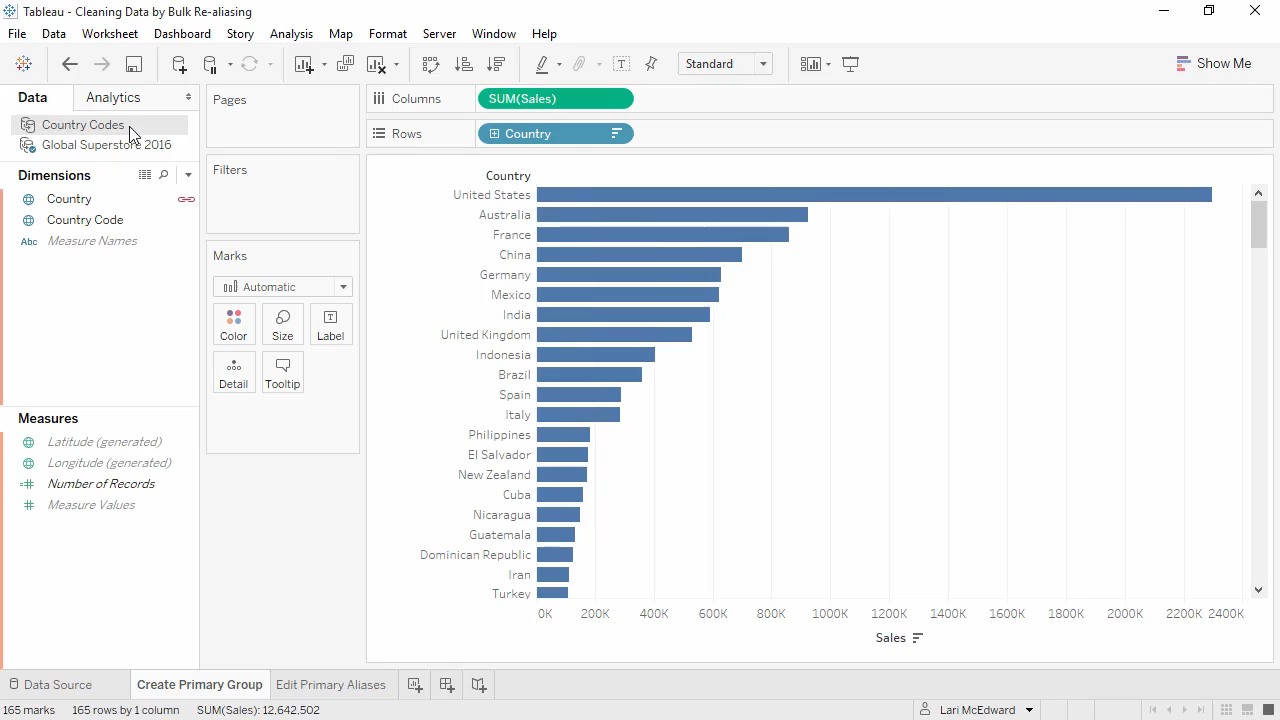 Tableau - Cleaning Data by Bulk Re-aliasing
File Data Worksheet Dashboard Story Analysis Map Format Server Window Help
Standard
Show Me
Data Analytics
Country Codes
Global Superstore 2016
Dimensions
Country
Country Code
Abc Measure Names
Measures
Latitude (generated)
Longitude (generated)
Number of Records
Measure Values
Pages
Filters
Marks
Automatic
Color Size Label
Detail Tooltip
Columns SUM(Sales)
Rows Country
Country
United States
Australia
France
China
Germany
Mexico
India
United Kingdom
Indonesia
Brazil
Spain
Italy
Philippines
El Salvador
New Zealand
Cuba
Nicaragua
Guatemala
Dominican Republic
Iran
Turkey
0K 200K 400K 600K 800K 1000K 1200K 1400K 1600K 1800K 2000K 2200K 2400K
Sales
Data Source Create Primary Group Edit Primary Aliases
165 marks 165 rows by 1 column SUM(Sales): 12,642,502 Lari McEdward